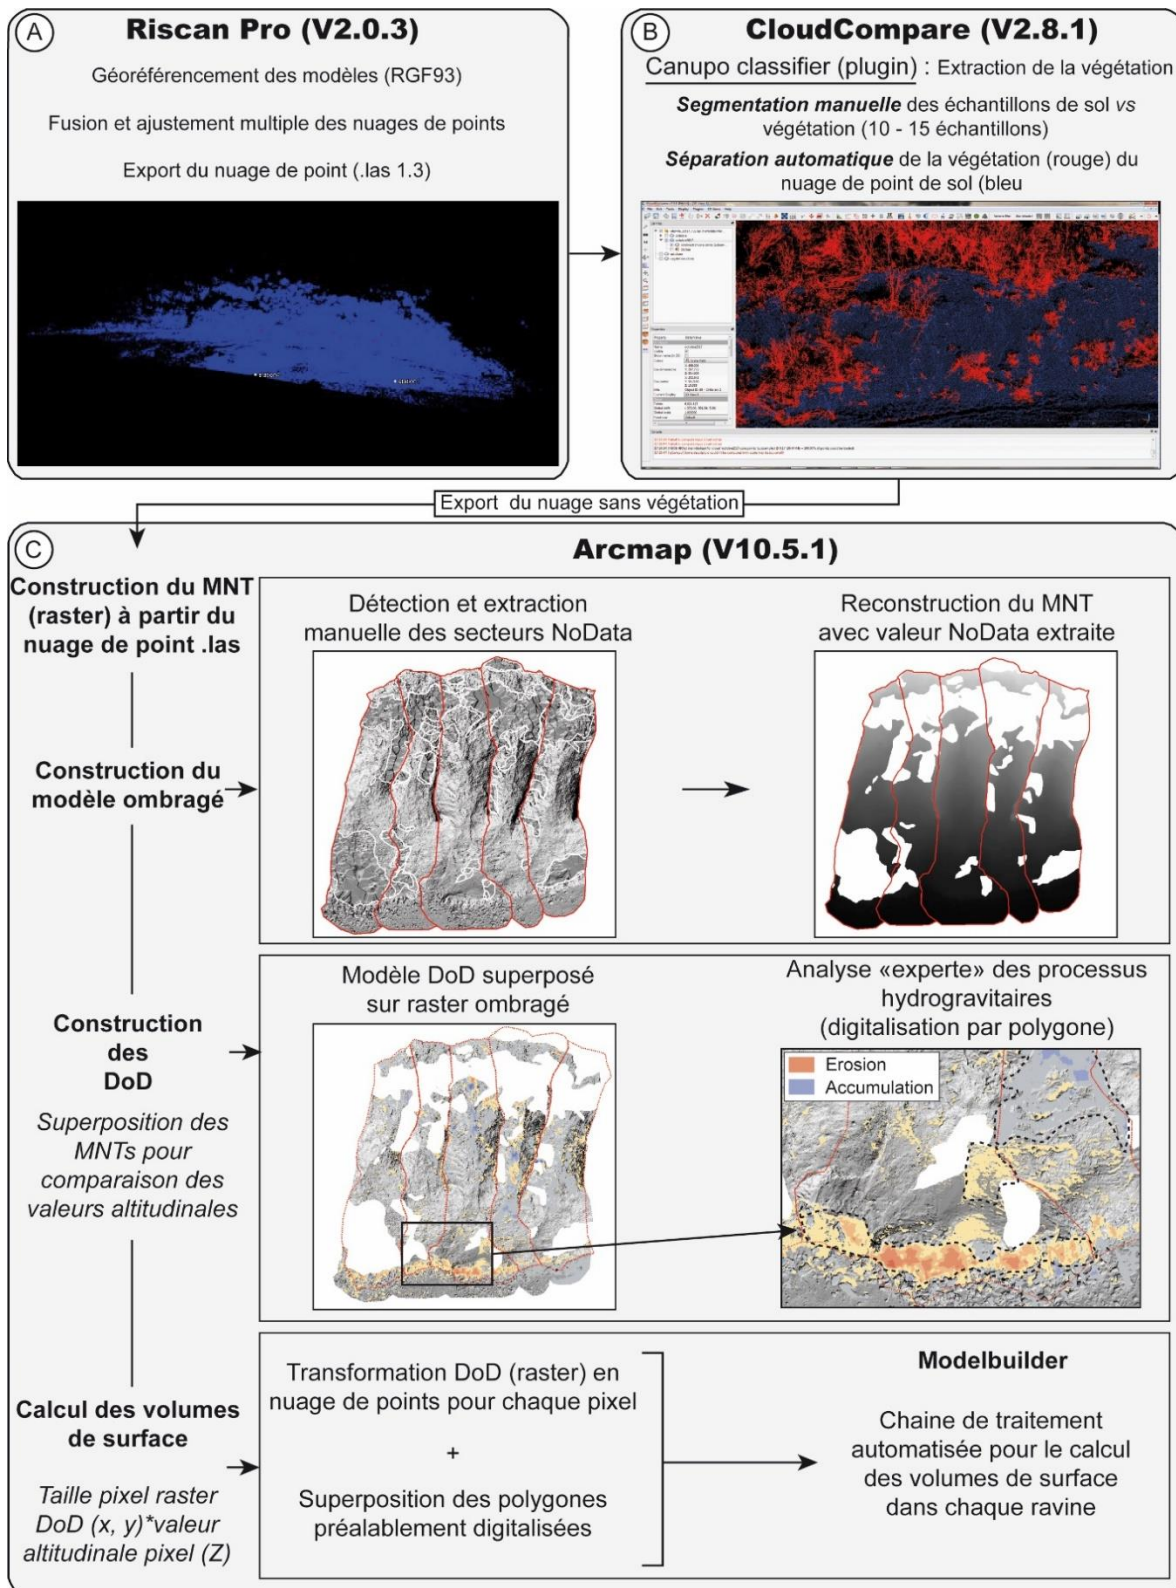 A
Riscan Pro (V2.0.3)
Géoréférencement des modèles (RGF93)
Fusion et ajustement multiple des nuages de points
Export du nuage de point (.las 1.3)
B
CloudCompare (V2.8.1)
Canupo classifier (plugin) : Extraction de la végétation
Segmentation manuelle des échantillons de sol vs
végétation (10 - 15 échantillons)
Séparation automatique de la végétation (rouge) du
nuage de point de sol (bleu
Export du nuage sans végétation
C
Arcmap (V10.5.1)
Construction du MNT
(raster) à partir du
nuage de point .las
Détection et extraction
manuelle des secteurs NoData
Reconstruction du MNT
avec valeur NoData extraite
Construction du
modèle ombragé
Modèle DoD superposé
sur raster ombragé
Analyse «experte» des processus
hydrogravitaires
(digitalisation par polygone)
Erosion
Accumulation
Construction
des
DoD
Superposition des
MNTs pour
comparaison des
valeurs altitudinales
Calcul des volumes
de surface
Taille pixel raster
DoD (x, y)*valeur
altitudinale pixel (Z)
Transformation DoD (raster) en
nuage de points pour chaque pixel
+
Superposition des polygones
préalablement digitalisées
Modelbuilder
Chaine de traitement
automatisée pour le calcul
des volumes de surface
dans chaque ravine